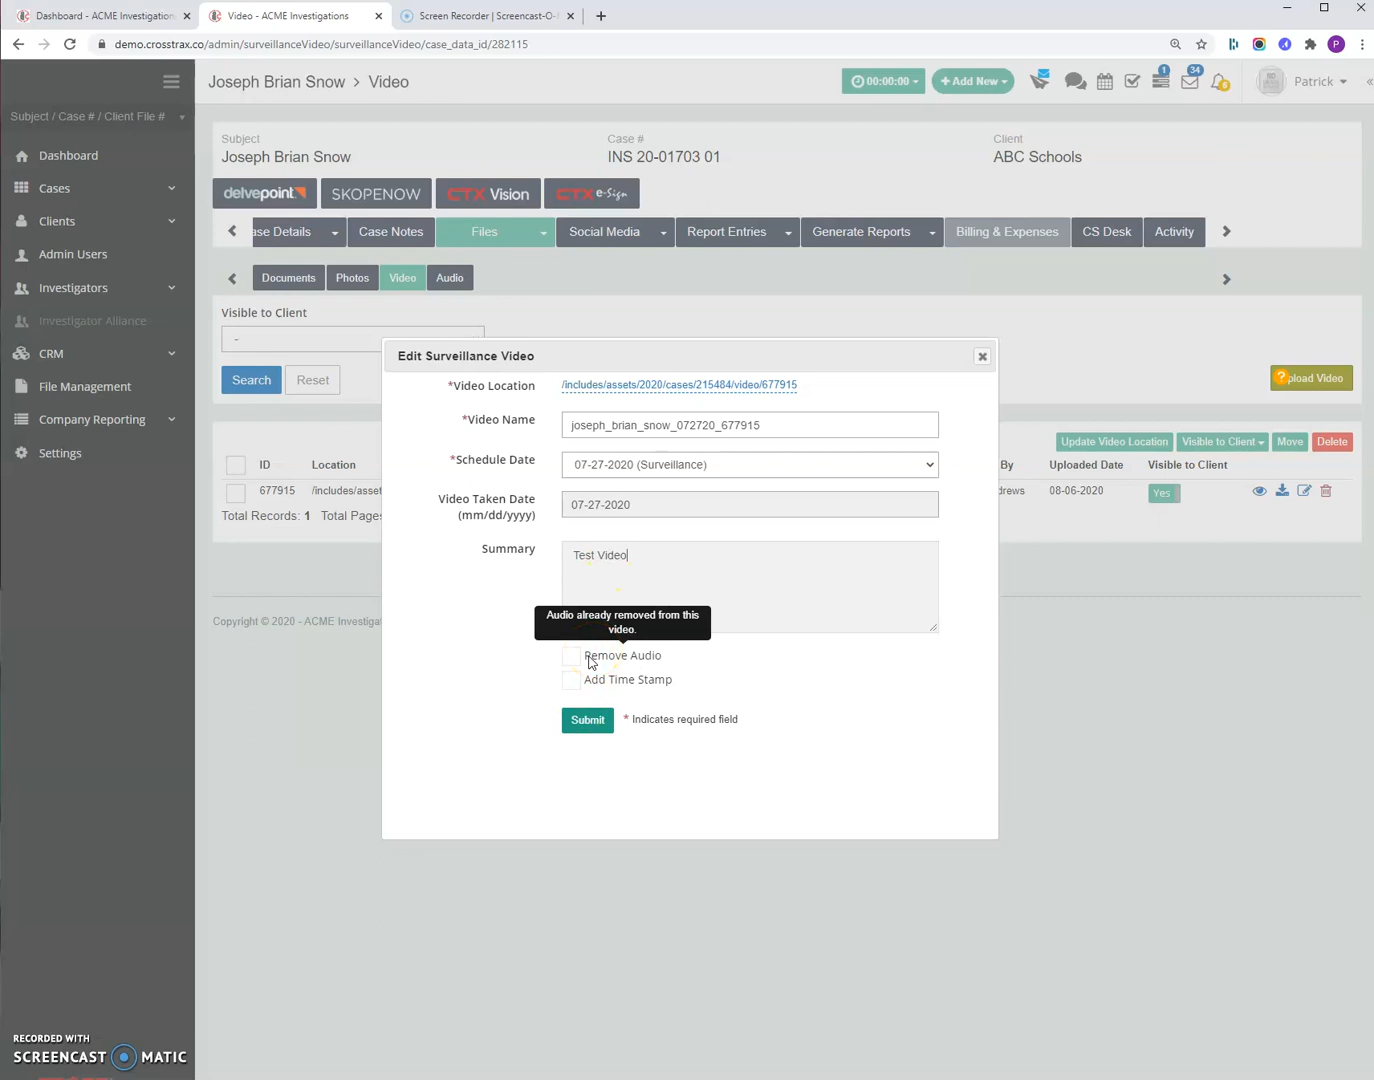 Dashboard - ACME Investigation
Video - ACME Investigations
Screen Recorder | Screencast-O-
demo.crosstrax.co/admin/surveillanceVideo/surveillanceVideo/case_data_id/282115
P
Joseph Brian Snow > Video
00:00:00
+ Add New
1
34
6
Patrick
Subject / Case # / Client File #
Dashboard
Cases
Clients
Admin Users
Investigators
Investigator Alliance
CRM
File Management
Company Reporting
Settings
Subject
Joseph Brian Snow
Case #
INS 20-01703 01
Client
ABC Schools
delvepoint
SKOPENOW
CTX Vision
CTX e-Sign
ase Details
Case Notes
Files
Social Media
Report Entries
Generate Reports
Billing & Expenses
CS Desk
Activity
Documents
Photos
Video
Audio
Visible to Client
-
Search
Reset
?
pload Video
Update Video Location
Visible to Client
Move
Delete
ID
Location
By
Uploaded Date
Visible to Client
677915
/includes/asset
drews
08-06-2020
Yes
Total Records: 1 Total Pages
Copyright © 2020 - ACME Investiga
Edit Surveillance Video
*Video Location
/includes/assets/2020/cases/215484/video/677915
*Video Name
joseph_brian_snow_072720_677915
*Schedule Date
07-27-2020 (Surveillance)
Video Taken Date
(mm/dd/yyyy)
07-27-2020
Summary
Test Video
Audio already removed from this
video.
Remove Audio
Add Time Stamp
Submit
* Indicates required field
RECORDED WITH
SCREENCAST MATIC